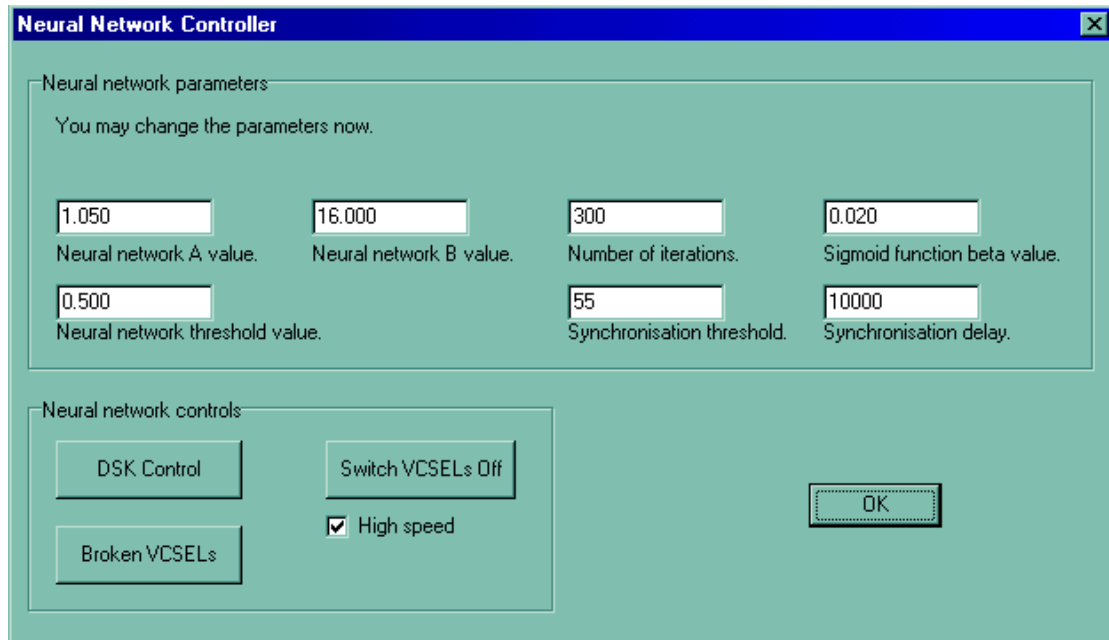 Neural Network Controller
Neural network parameters
You may change the parameters now.
1.050 16.000 300 0.020
Neural network A value. Neural network B value. Number of iterations. Sigmoid function beta value.
0.500 55 10000
Neural network threshold value. Synchronisation threshold. Synchronisation delay.
Neural network controls
DSK Control Switch VCSELs Off
OK
High speed
Broken VCSELs